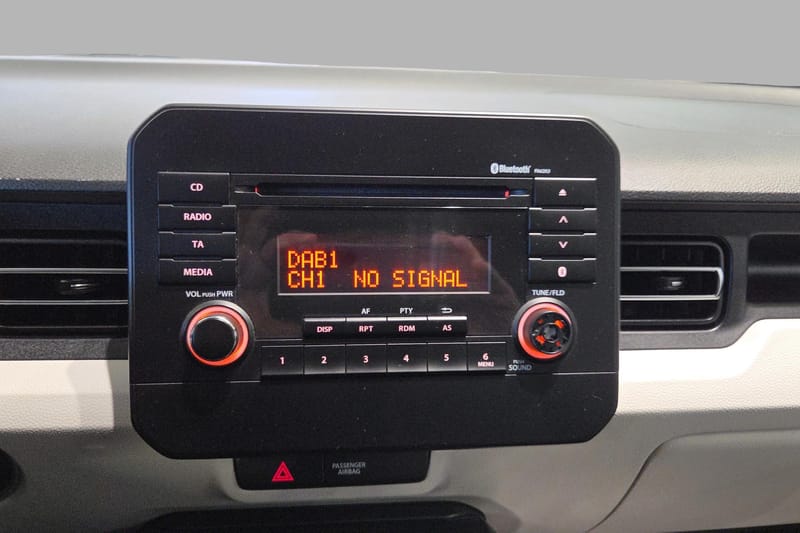 Bluetooth
CD
RADIO
TA
MEDIA
DAB1
CH1 NO SIGNAL
VOL PUSH PWR
TUNE/FLD
AF PTY
DISP RPT RDM AS
1 2 3 4 5 6
MENU
PUSH
SOUND
PASSENGER
AIRBAG